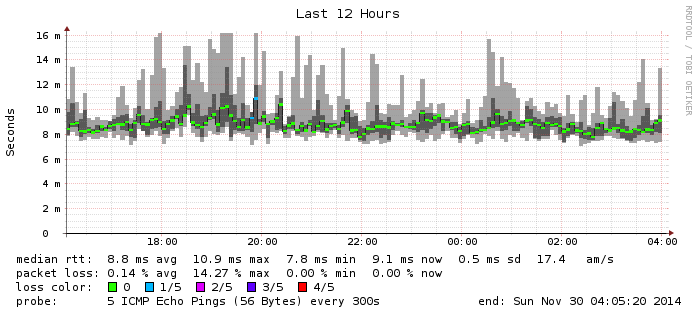 Last 12 Hours
RRDTOOL / TOBI OETIKER
Seconds
16 m
14 m
12 m
10 m
8 m
6 m
4 m
2 m
0
18:00 20:00 22:00 00:00 02:00 04:00
median rtt: 8.8 ms avg 10.9 ms max 7.8 ms min 9.1 ms now 0.5 ms sd 17.4 am/s
packet loss: 0.14 % avg 14.27 % max 0.00 % min 0.00 % now
loss color: 0 1/5 2/5 3/5 4/5
probe: 5 ICMP Echo Pings (56 Bytes) every 300s end: Sun Nov 30 04:05:20 2014